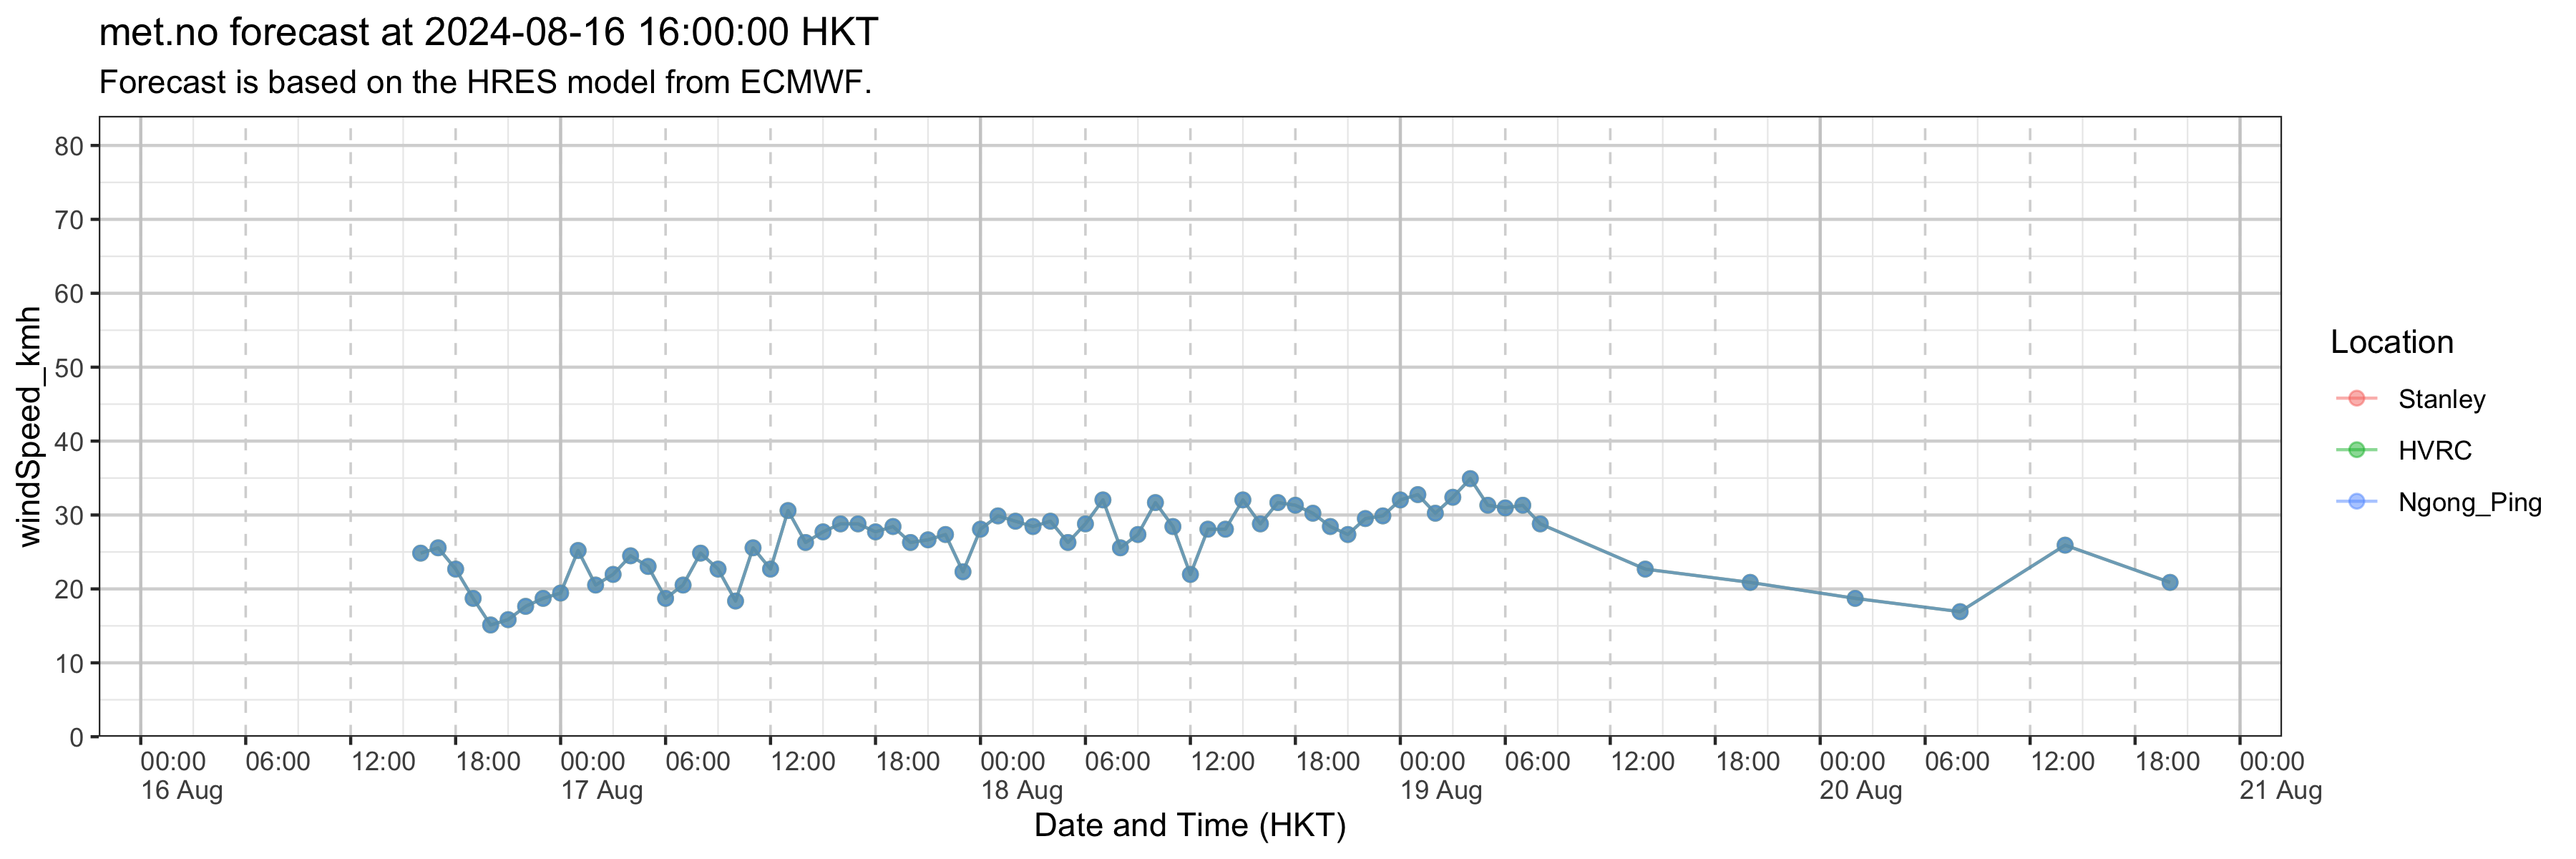 met.no forecast at 2024-08-16 16:00:00 HKT
Forecast is based on the HRES model from ECMWF.
windSpeed_kmh
80
70
60
50
40
30
20
10
0
00:00 06:00 12:00 18:00 00:00 06:00 12:00 18:00 00:00 06:00 12:00 18:00 00:00 06:00 12:00 18:00 00:00 06:00 12:00 18:00 00:00
16 Aug 17 Aug 18 Aug 19 Aug 20 Aug 21 Aug
Date and Time (HKT)
Location
Stanley
HVRC
Ngong_Ping